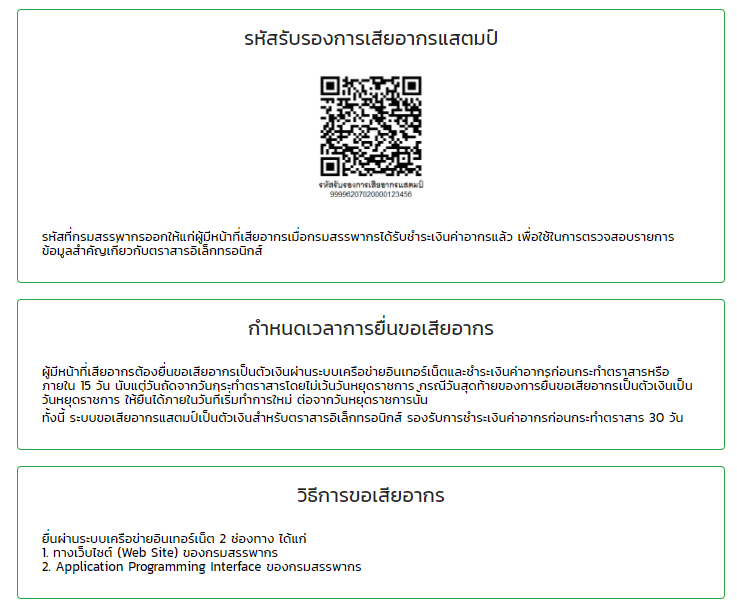 รหัสรับรองการเสียอากรแสตมป์
รหัสรับรองการเสียอากรแสตมป์
99996207020000123456
รหัสที่กรมสรรพากรออกให้แก่ผู้มีหน้าที่เสียอากรเมื่อกรมสรรพากรได้รับชำระเงินค่าอากรแล้ว เพื่อใช้ในการตรวจสอบรายการ
ข้อมูลสำคัญเกี่ยวกับตราสารอิเล็กทรอนิกส์
กำหนดเวลาการยื่นขอเสียอากร
ผู้มีหน้าที่เสียอากรต้องยื่นขอเสียอากรเป็นตัวเงินผ่านระบบเครือข่ายอินเทอร์เน็ตและชำระเงินค่าอากรก่อนกระทำตราสารหรือ
ภายใน 15 วัน นับแต่วันถัดจากวันกระทำตราสารโดยไม่เว้นวันหยุดราชการ กรณีวันสุดท้ายของการยื่นขอเสียอากรเป็นตัวเงินเป็น
วันหยุดราชการ ให้ยื่นได้ภายในวันที่เริ่มทำการใหม่ ต่อจากวันหยุดราชการนั้น
ทั้งนี้ ระบบขอเสียอากรแสตมป์เป็นตัวเงินสำหรับตราสารอิเล็กทรอนิกส์ รองรับการชำระเงินค่าอากรก่อนกระทำตราสาร 30 วัน
วิธีการขอเสียอากร
ยื่นผ่านระบบเครือข่ายอินเทอร์เน็ต 2 ช่องทาง ได้แก่
1. ทางเว็บไซต์ (Web Site) ของกรมสรรพากร
2. Application Programming Interface ของกรมสรรพากร